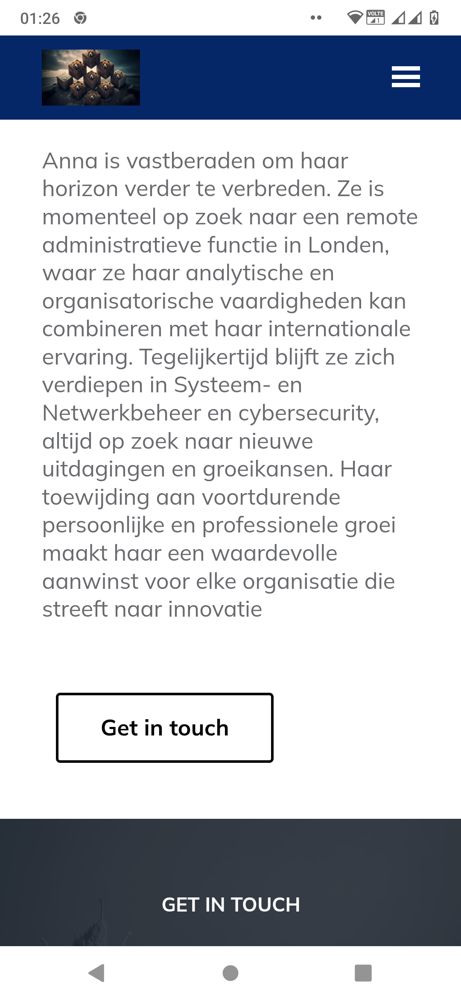 01:26
VOLTE
1
Anna is vastberaden om haar
horizon verder te verbreden. Ze is
momenteel op zoek naar een remote
administratieve functie in Londen,
waar ze haar analytische en
organisatorische vaardigheden kan
combineren met haar internationale
ervaring. Tegelijkertijd blijft ze zich
verdiepen in Systeem- en
Netwerkbeheer en cybersecurity,
altijd op zoek naar nieuwe
uitdagingen en groeikansen. Haar
toewijding aan voortdurende
persoonlijke en professionele groei
maakt haar een waardevolle
aanwinst voor elke organisatie die
streeft naar innovatie
Get in touch
GET IN TOUCH